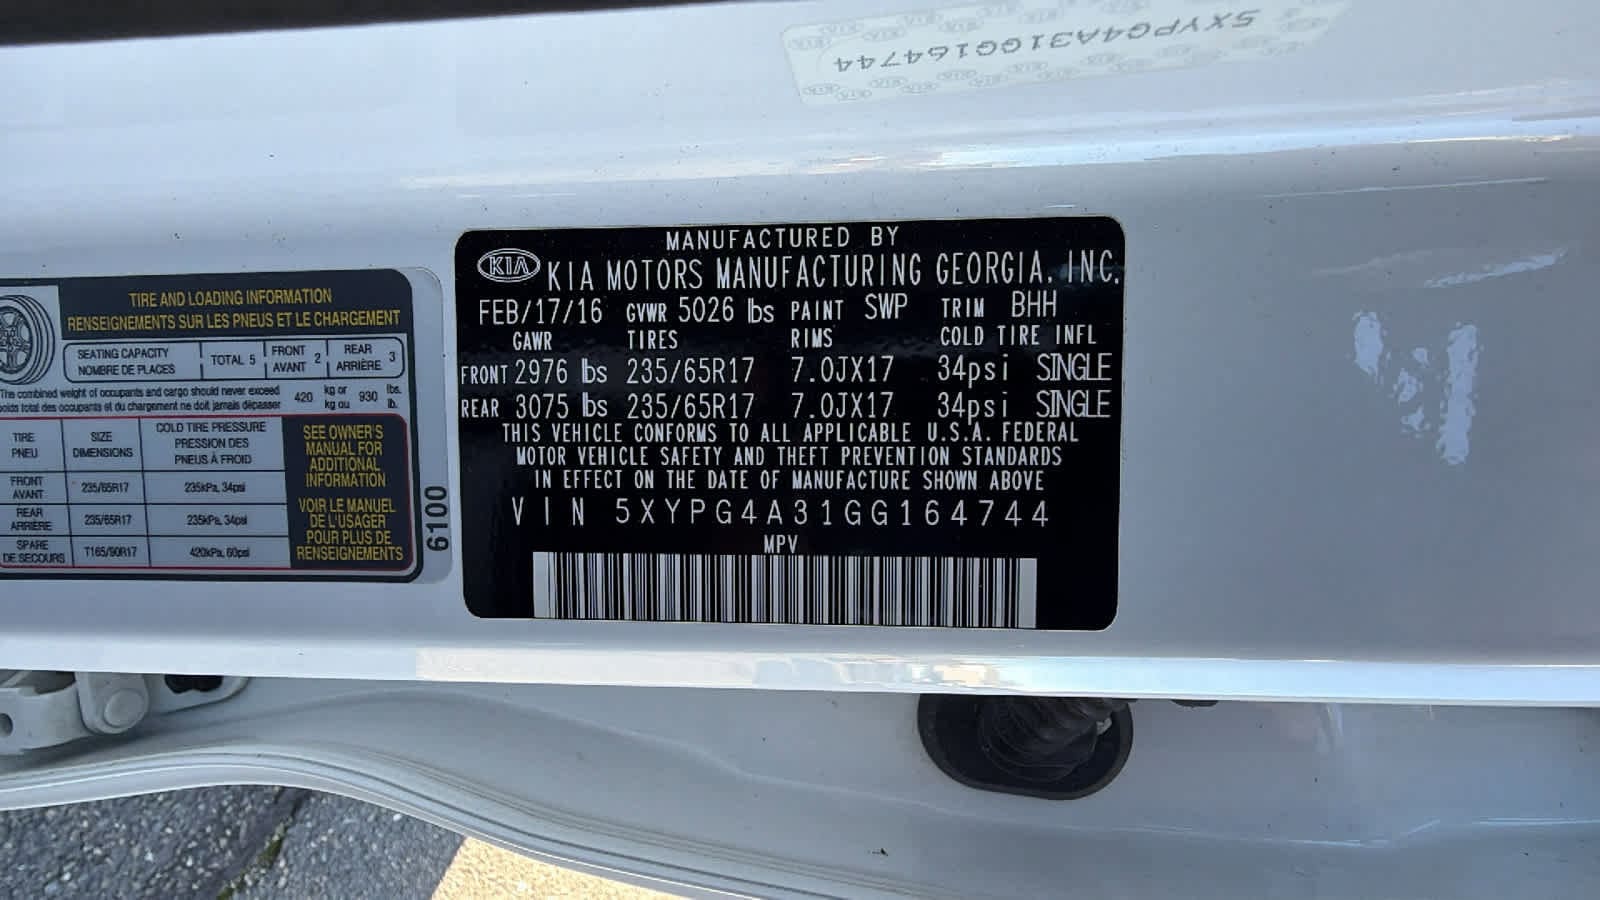 5XYPG4A31GG164744
TIRE AND LOADING INFORMATION
RENSEIGNEMENTS SUR LES PNEUS ET LE CHARGEMENT
SEATING CAPACITY
NOMBRE DE PLACES
TOTAL 5
FRONT
AVANT 2
REAR
ARRIÈRE 3
The combined weight of occupants and cargo should never exceed 420 kg or 930 lbs.
poids total des occupants et du chargement ne doit jamais dépasser kg ou lb.
TIRE
PNEU
SIZE
DIMENSIONS
COLD TIRE PRESSURE
PRESSION DES
PNEUS À FROID
FRONT
AVANT
235/65R17
235kPa, 34psi
REAR
ARRIÈRE
235/65R17
235kPa, 34psi
SPARE
DE SECOURS
T165/90R17
420kPa, 60psi
SEE OWNER'S
MANUAL FOR
ADDITIONAL
INFORMATION
VOIR LE MANUEL
DE L'USAGER
POUR PLUS DE
RENSEIGNEMENTS
6100
MANUFACTURED BY
KIA KIA MOTORS MANUFACTURING GEORGIA, INC.
FEB/17/16 GVWR 5026 lbs PAINT SWP TRIM BHH
GAWR TIRES RIMS COLD TIRE INFL
FRONT 2976 lbs 235/65R17 7.0JX17 34psi SINGLE
REAR 3075 lbs 235/65R17 7.0JX17 34psi SINGLE
THIS VEHICLE CONFORMS TO ALL APPLICABLE U.S.A. FEDERAL
MOTOR VEHICLE SAFETY AND THEFT PREVENTION STANDARDS
IN EFFECT ON THE DATE OF MANUFACTURE SHOWN ABOVE
VIN 5XYPG4A31GG164744
MPV